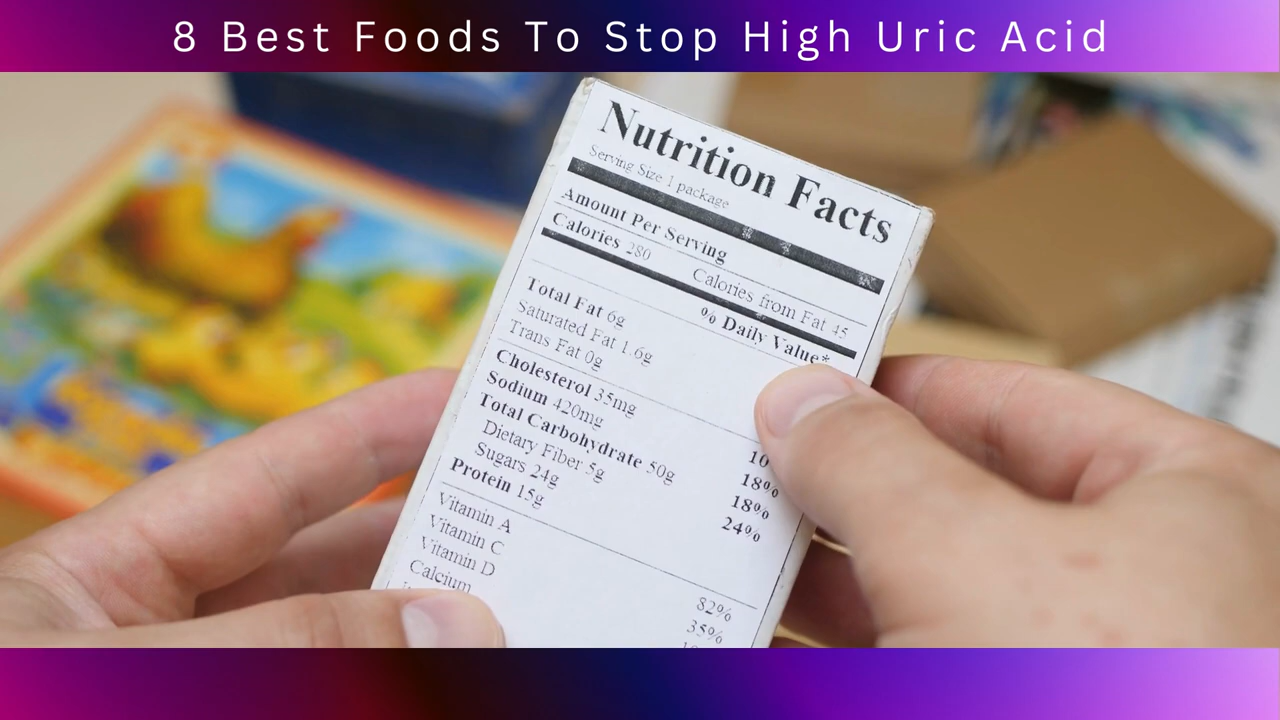 8 Best Foods To Stop High Uric Acid
Nutrition Facts
Serving Size 1 package
Amount Per Serving
Calories 280 Calories from Fat 45
% Daily Value*
Total Fat 6g
Saturated Fat 1.6g
Trans Fat 0g
Cholesterol 35mg 10
Sodium 420mg 18%
Total Carbohydrate 50g 18%
Dietary Fiber 5g 24%
Sugars 24g
Protein 15g
Vitamin A 82%
Vitamin C 35%
Vitamin D
Calcium